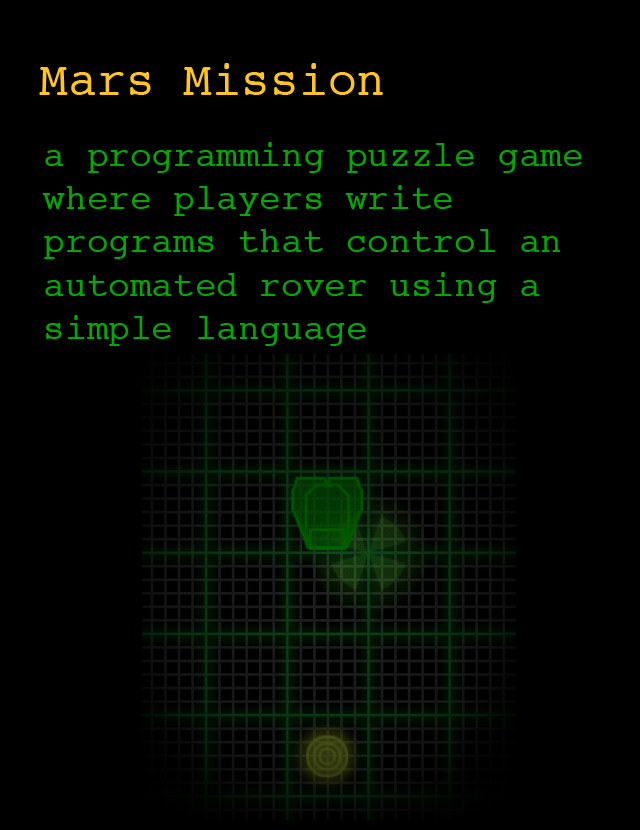 Mars Mission
a programming puzzle game
where players write
programs that control an
automated rover using a
simple language